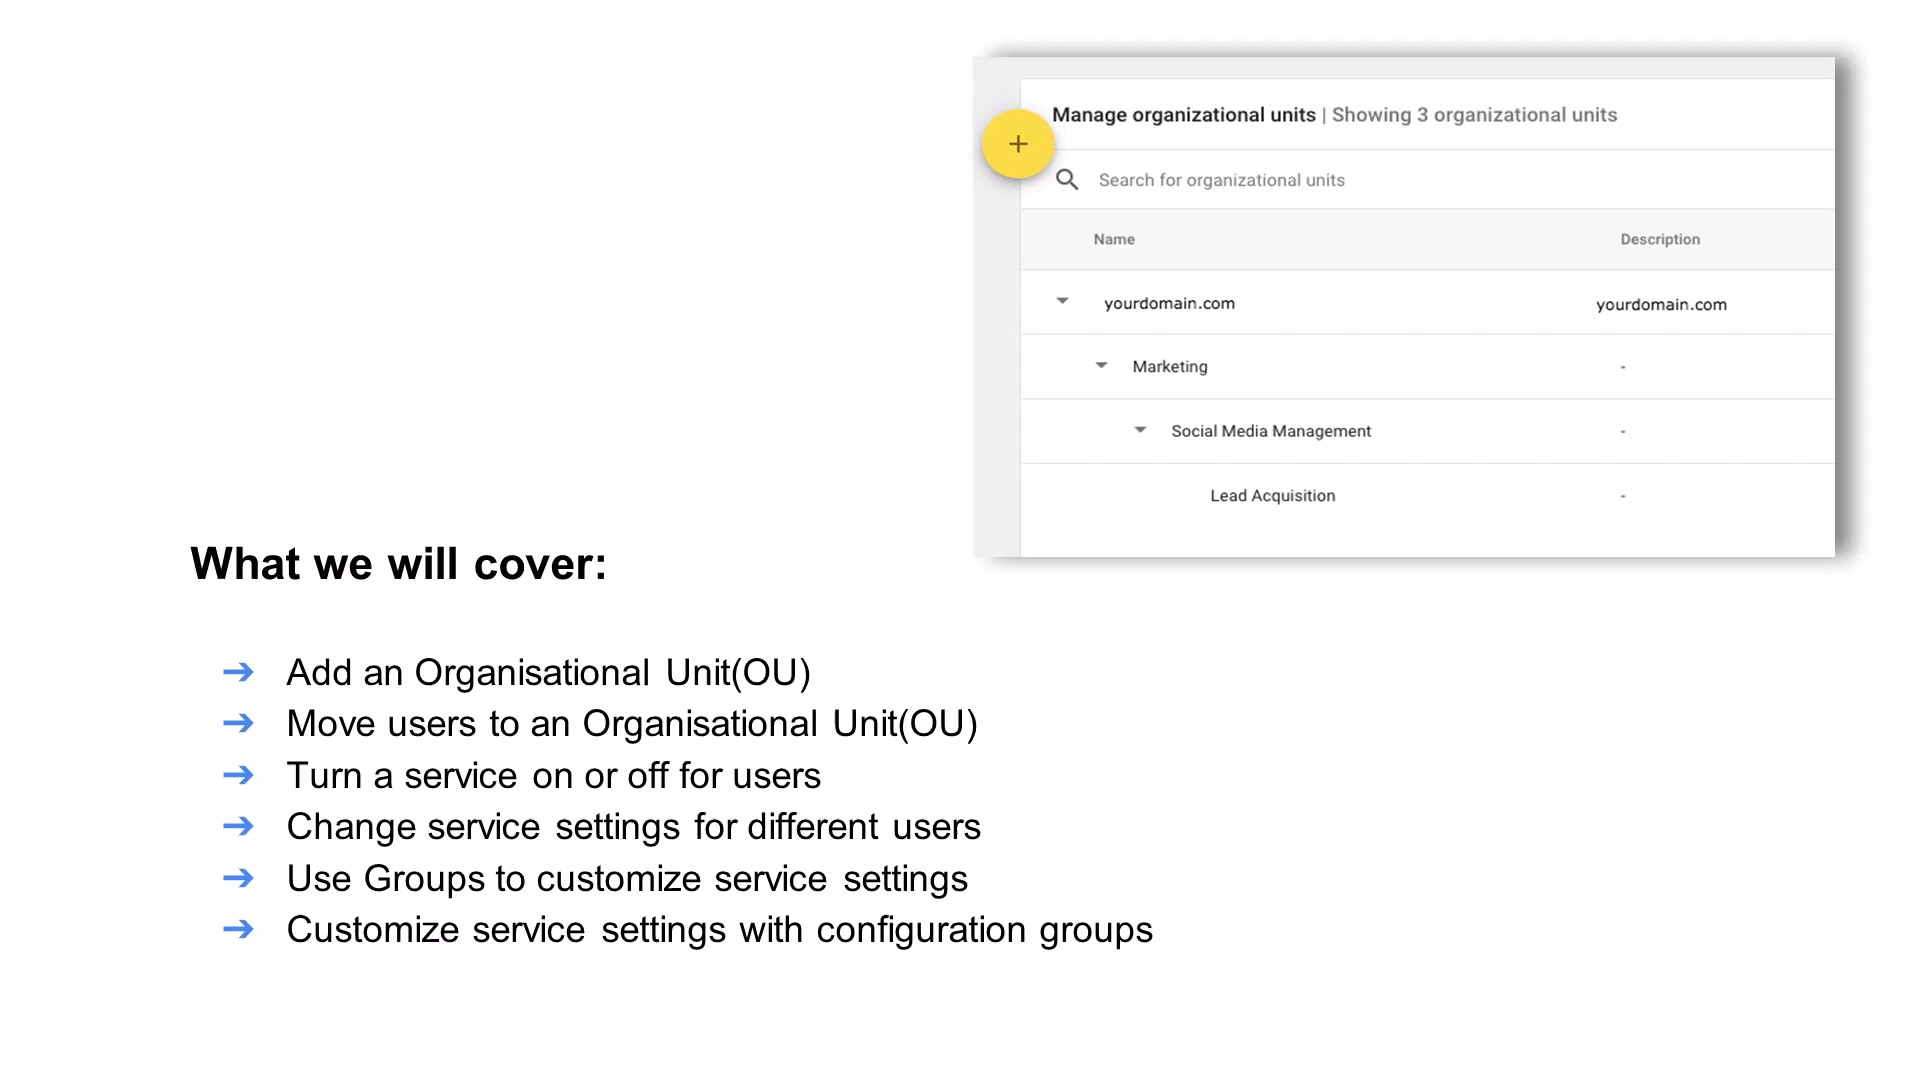 Manage organizational units | Showing 3 organizational units
+
Search for organizational units
Name Description
yourdomain.com yourdomain.com
Marketing -
Social Media Management -
Lead Acquisition -
What we will cover:
➔ Add an Organisational Unit(OU)
➔ Move users to an Organisational Unit(OU)
➔ Turn a service on or off for users
➔ Change service settings for different users
➔ Use Groups to customize service settings
➔ Customize service settings with configuration groups